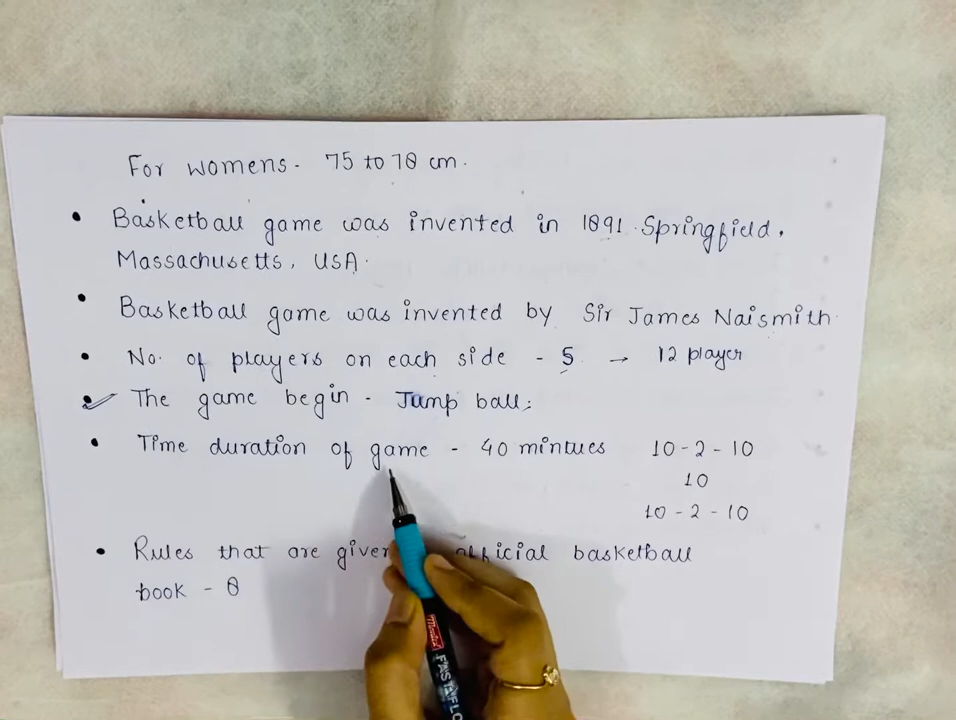 For womens - 75 to 78 cm.
• Basketball game was invented in 1891 Springfield,
Massachusetts, USA.
• Basketball game was invented by Sir James Naismith.
• No. of players on each side - 5 → 12 player
• The game begin - Jump ball;
• Time duration of game - 40 mintues 10 - 2 - 10
10
10 - 2 - 10
• Rules that are given official basketball
book - 8